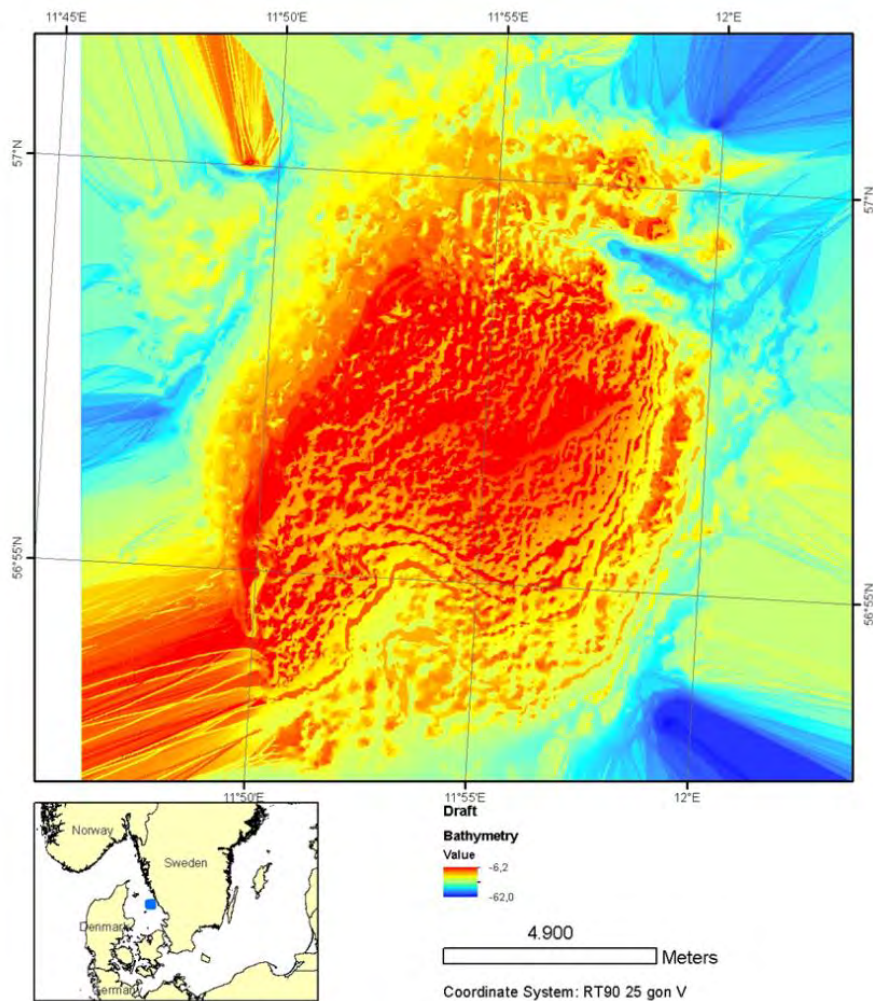 11°45'E 11°50'E 11°55'E 12°E
57°N
57°N
56°55'N
56°55'N
11°50'E 11°55'E 12°E
Norway
Sweden
Denmark
Germany
Draft
Bathymetry
Value
-6,2
-62,0
4.900
Meters
Coordinate System: RT90 25 gon V